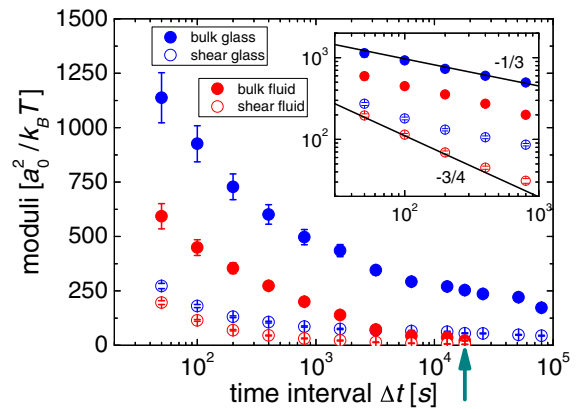 bulk glass
shear glass
bulk fluid
shear fluid
-1/3
-3/4
10³
10²
10² 10³
1500
1250
1000
750
500
250
0
10² 10³ 10⁴ 10⁵
moduli [a₀²/k_BT]
time interval Δt [s]